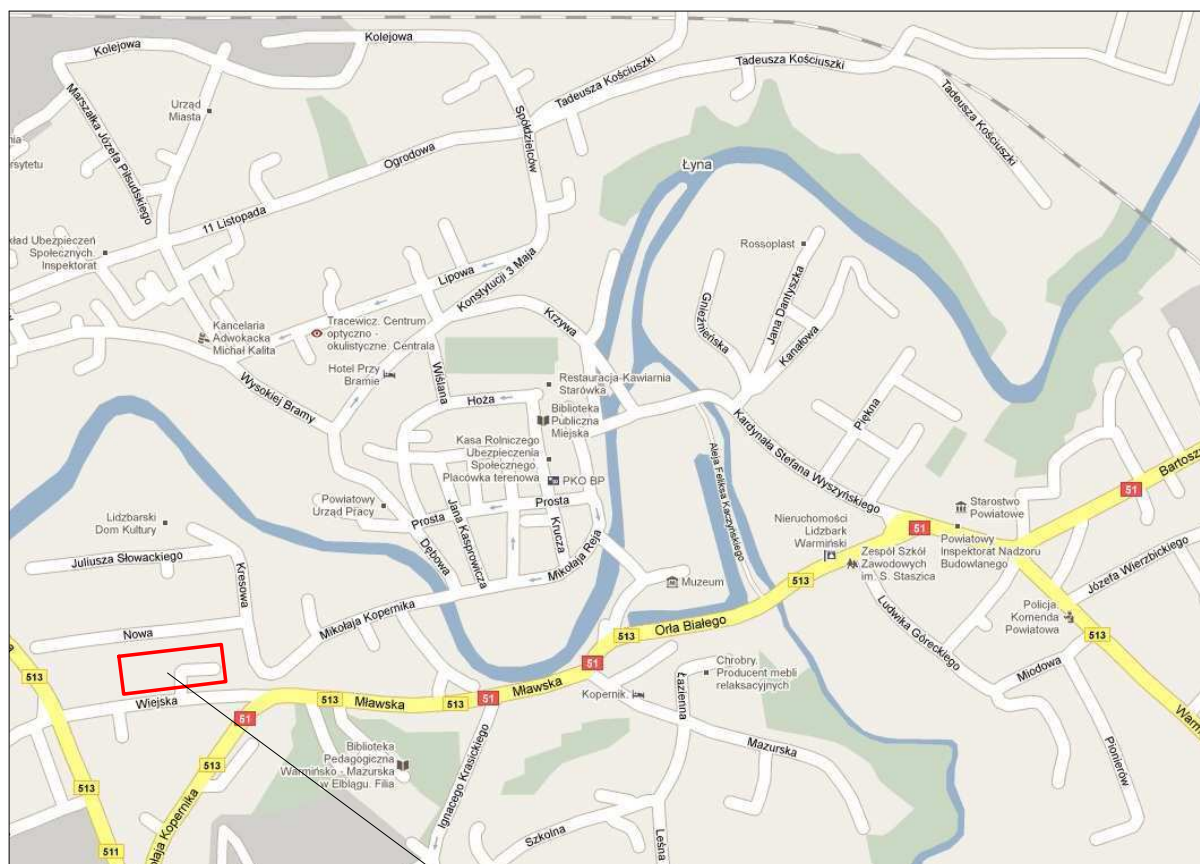 Kolejowa
Kolejowa
Marszałka Józefa Piłsudskiego
Urząd
Miasta
Spółdzielców
Tadeusza Kościuszki
Tadeusza Kościuszki
Tadeusza Kościuszki
Ogrodowa
11 Listopada
Łyna
Ubezpieczeń
Społecznych.
Inspektorat
Lipowa
Konstytucji 3 Maja
Rossoplast
Gnieźnieńska
Jana Dantyszka
Kanałowa
Kancelaria
Adwokacka
Michał Kalita
Tracewicz. Centrum
optyczno -
okulistyczne. Centrala
Krzywa
Hotel Przy
Bramie
Wiślana
Wysokiej Bramy
Hoża
Restauracja-Kawiarnia
Starówka
Biblioteka
Publiczna
Miejska
Kasa Rolniczego
Ubezpieczenia
Społecznego.
Placówka terenowa
PKO BP
Kardynała Stefana Wyszyńskiego
Aleja Feliksa Kaczyńskiego
Piękna
Bartosz
51
Powiatowy
Urząd Pracy
Prosta
Prosta
Jana Kasprowicza
Krucza
Dębowa
Mikołaja Reja
Lidzbarski
Dom Kultury
Juliusza Słowackiego
Kresowa
Nieruchomości
Lidzbark
Warmiński
51
Starostwo
Powiatowe
Powiatowy
Inspektorat Nadzoru
Budowlanego
Zespół Szkół
Zawodowych
im. S. Staszica
513
Józefa Wierzbickiego
Muzeum
Mikołaja Kopernika
Nowa
Orła Białego
513
Ludwika Góreckiego
Policja
Komenda
Powiatowa
513
Miodowa
Warm
Pionierów
513
Wiejska
51
513
Mławska
513
51
Mławska
51
Kopernik.
Chrobry.
Producent mebli
relaksacyjnych
Łazienna
Mazurska
Biblioteka
Pedagogiczna
Warmińsko - Mazurska
w Elblągu. Filia
Ignacego Krasickiego
513
513
511
Kopernika
Szkolna
Leśna